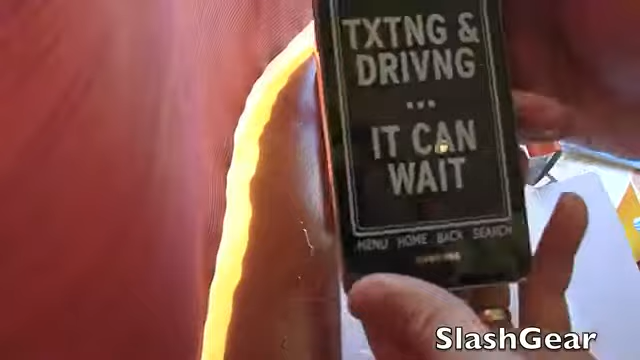 TXTNG &
DRIVNG
...
IT CAN
WAIT
MENU HOME BACK SEARCH
SlashGear